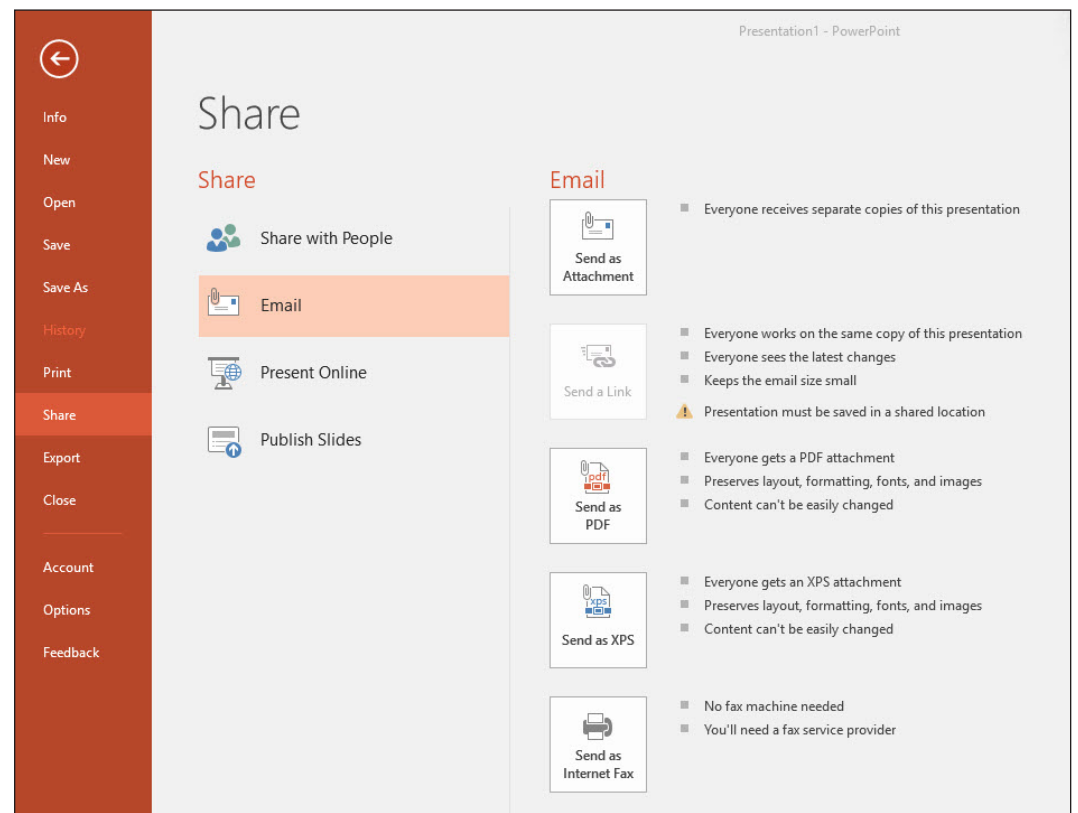 Presentation1 - PowerPoint
Info
New
Open
Save
Save As
History
Print
Share
Export
Close
Account
Options
Feedback
Share
Share
Share with People
Email
Present Online
Publish Slides
Email
Send as
Attachment
Everyone receives separate copies of this presentation
Send a Link
Everyone works on the same copy of this presentation
Everyone sees the latest changes
Keeps the email size small
Presentation must be saved in a shared location
pdf
Send as
PDF
Everyone gets a PDF attachment
Preserves layout, formatting, fonts, and images
Content can't be easily changed
xps
Send as XPS
Everyone gets an XPS attachment
Preserves layout, formatting, fonts, and images
Content can't be easily changed
Send as
Internet Fax
No fax machine needed
You'll need a fax service provider